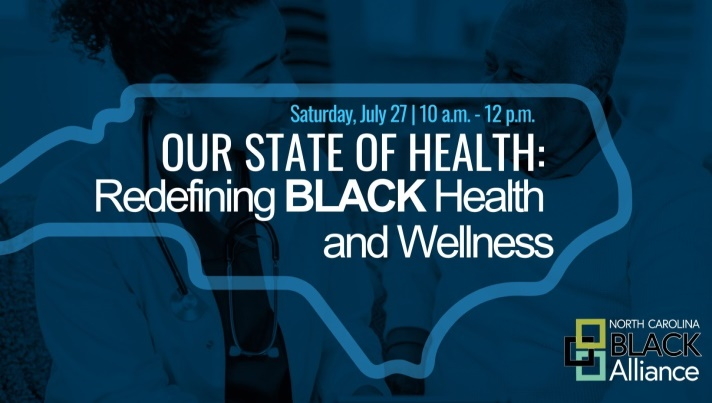 Saturday, July 27 | 10 a.m. - 12 p.m.
OUR STATE OF HEALTH:
Redefining BLACK Health
and Wellness
NORTH CAROLINA
BLACK
Alliance